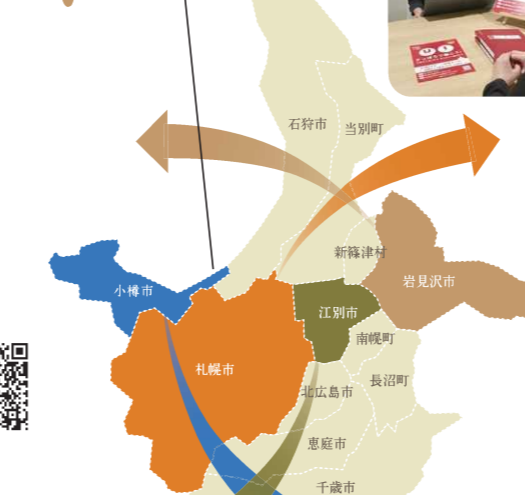 石狩市
当別町
新篠津村
岩見沢市
小樽市
江別市
南幌町
札幌市
長沼町
北広島市
恵庭市
千歳市